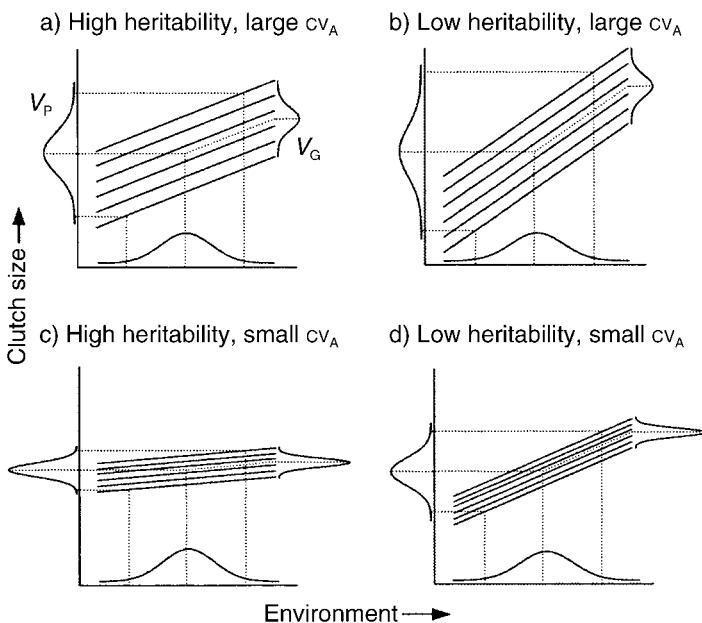 a) High heritability, large CVA
b) Low heritability, large CVA
VP
VG
Clutch size
c) High heritability, small CVA
d) Low heritability, small CVA
Environment